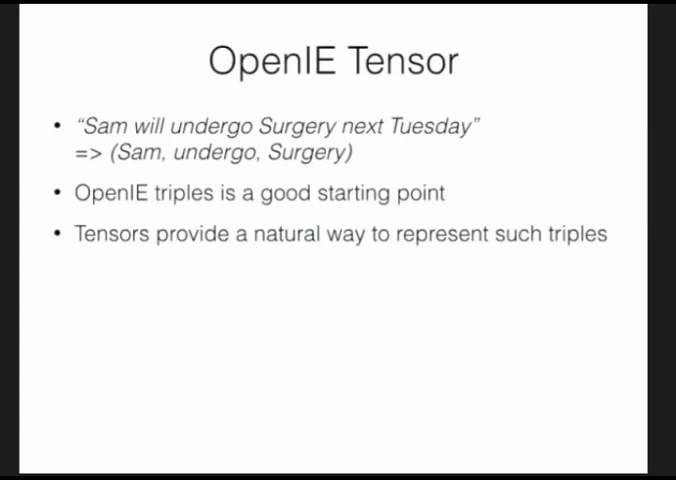 OpenIE Tensor
• “Sam will undergo Surgery next Tuesday”
=> (Sam, undergo, Surgery)
• OpenIE triples is a good starting point
• Tensors provide a natural way to represent such triples